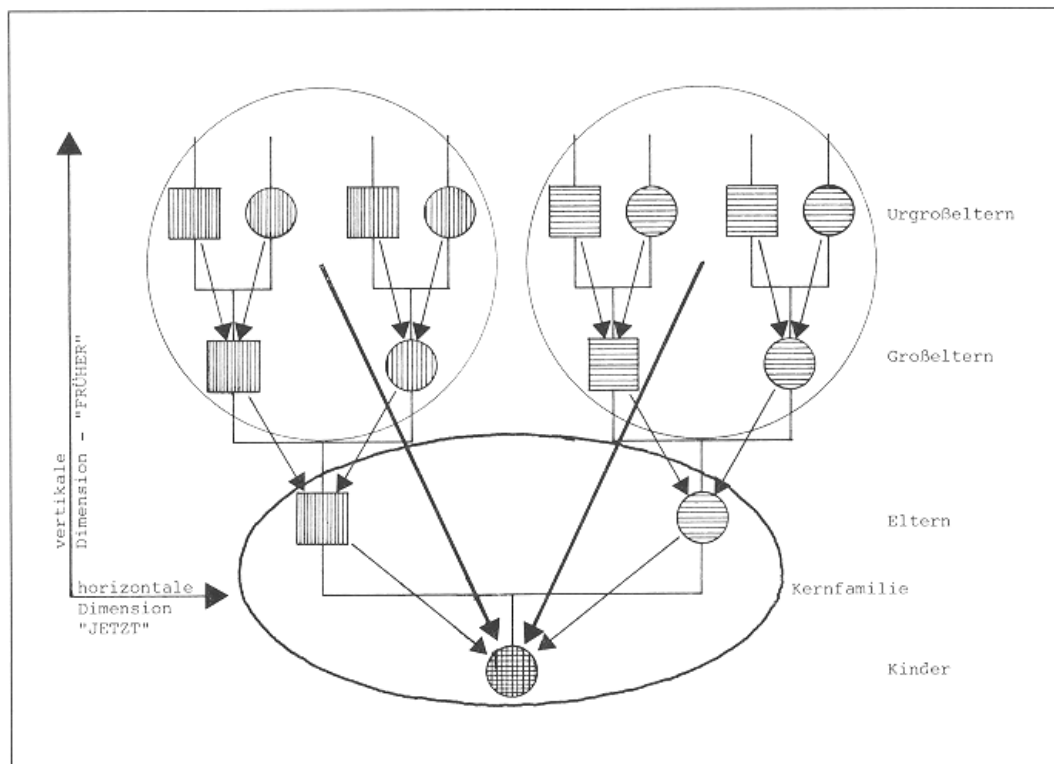 Urgroßeltern
Großeltern
vertikale
Dimension - "FRÜHER"
Eltern
horizontale
Dimension
"JETZT"
Kernfamilie
Kinder